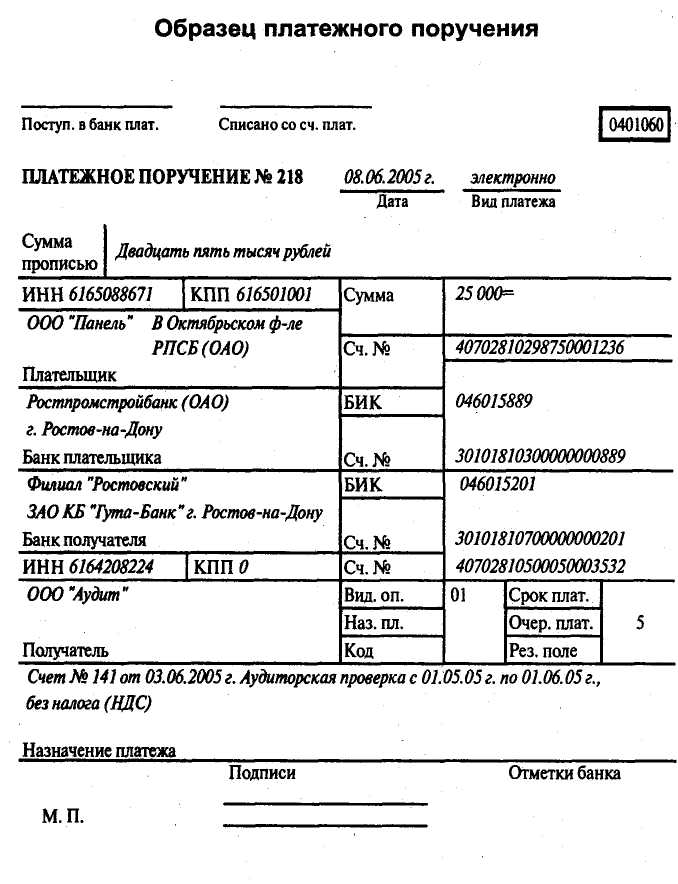 Образец платежного поручения
Поступ. в банк плат. Списано со сч. плат. 0401060
ПЛАТЕЖНОЕ ПОРУЧЕНИЕ № 218 08.06.2005 г. электронно
Дата Вид платежа
Сумма прописью Двадцать пять тысяч рублей
ИНН 6165088671 КПП 616501001 Сумма 25 000=
ООО "Панель" В Октябрьском ф-ле
РПСБ (ОАО) Сч. № 40702810298750001236
Плательщик
Ростпромстройбанк (ОАО) БИК 046015889
г. Ростов-на-Дону
Банк плательщика Сч. № 30101810300000000889
Филиал "Ростовский" БИК 046015201
ЗАО КБ "Гута-Банк" г. Ростов-на-Дону
Банк получателя Сч. № 30101810700000000201
ИНН 6164208224 КПП 0 Сч. № 40702810500050003532
ООО "Аудит" Вид. оп. 01 Срок плат.
Наз. пл. Очер. плат. 5
Получатель Код Рез. поле
Счет № 141 от 03.06.2005 г. Аудиторская проверка с 01.05.05 г. по 01.06.05 г.,
без налога (НДС)
Назначение платежа
Подписи Отметки банка
М. П.